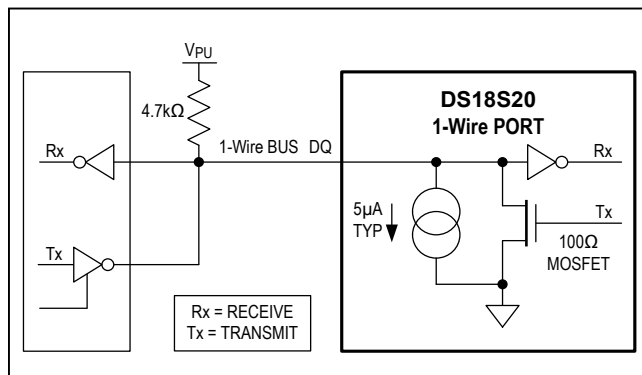 VPU
4.7kΩ
Rx
1-Wire BUS DQ
Tx
Rx = RECEIVE
Tx = TRANSMIT
DS18S20
1-Wire PORT
Rx
5µA
TYP
Tx
100Ω
MOSFET